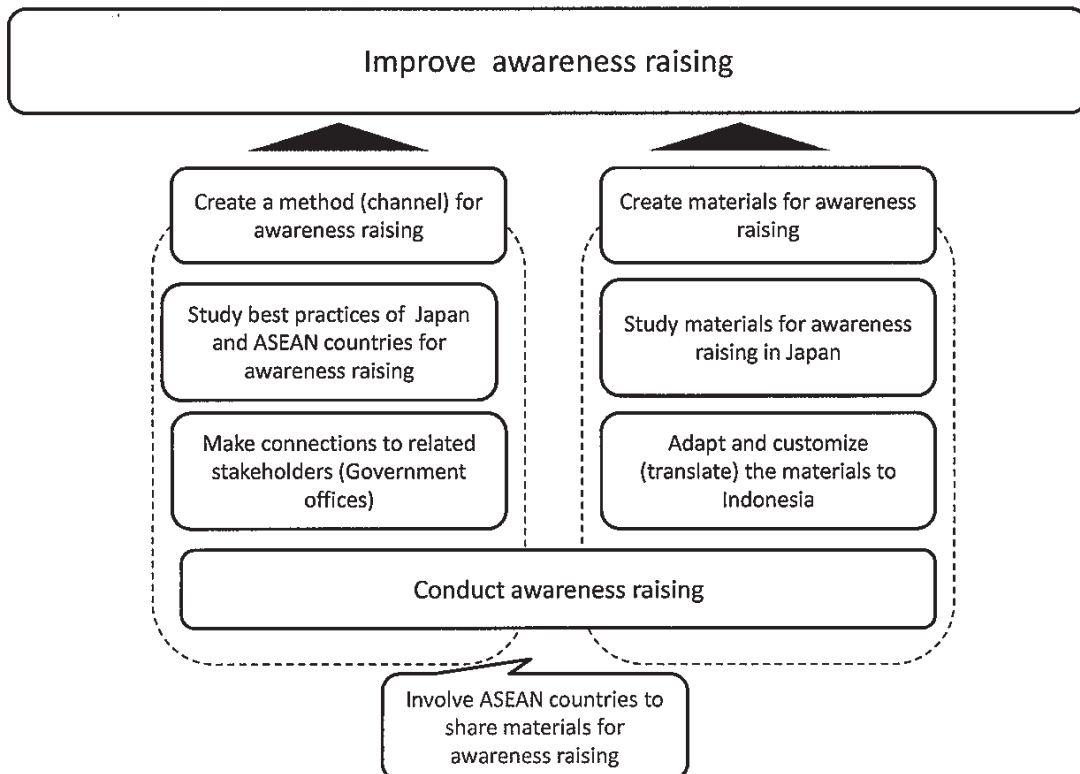 Improve awareness raising
Create a method (channel) for
awareness raising
Study best practices of Japan
and ASEAN countries for
awareness raising
Make connections to related
stakeholders (Government
offices)
Create materials for awareness
raising
Study materials for awareness
raising in Japan
Adapt and customize
(translate) the materials to
Indonesia
Conduct awareness raising
Involve ASEAN countries to
share materials for
awareness raising